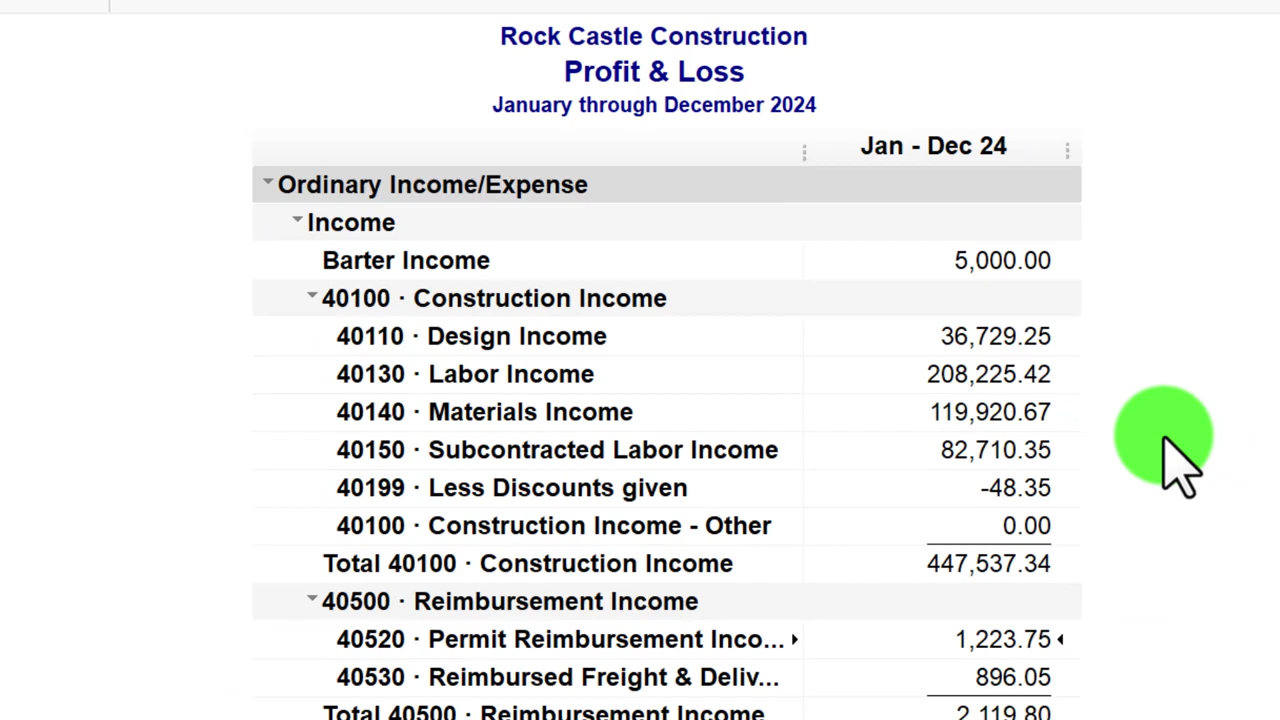 Rock Castle Construction
Profit & Loss
January through December 2024
Jan - Dec 24
Ordinary Income/Expense
Income
Barter Income 5,000.00
40100 · Construction Income
40110 · Design Income 36,729.25
40130 · Labor Income 208,225.42
40140 · Materials Income 119,920.67
40150 · Subcontracted Labor Income 82,710.35
40199 · Less Discounts given -48.35
40100 · Construction Income - Other 0.00
Total 40100 · Construction Income 447,537.34
40500 · Reimbursement Income
40520 · Permit Reimbursement Inco... 1,223.75
40530 · Reimbursed Freight & Deliv... 896.05
Total 40500 · Reimbursement Income 2,119.80